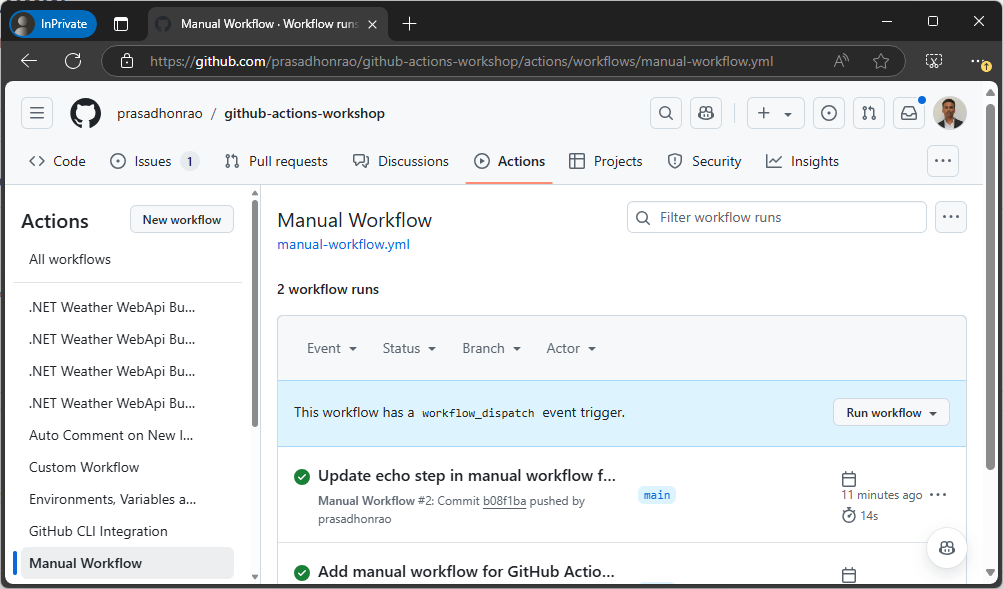 InPrivate
Manual Workflow · Workflow runs
https://github.com/prasadhonrao/github-actions-workshop/actions/workflows/manual-workflow.yml
prasadhonrao / github-actions-workshop
Code Issues 1 Pull requests Discussions Actions Projects Security Insights
Actions
New workflow
All workflows
.NET Weather WebApi Bu...
.NET Weather WebApi Bu...
.NET Weather WebApi Bu...
.NET Weather WebApi Bu...
Auto Comment on New I...
Custom Workflow
Environments, Variables a...
GitHub CLI Integration
Manual Workflow
Manual Workflow
manual-workflow.yml
Filter workflow runs
2 workflow runs
Event Status Branch Actor
This workflow has a workflow_dispatch event trigger.
Run workflow
Update echo step in manual workflow f...
Manual Workflow #2: Commit b08f1ba pushed by
prasadhonrao
main
11 minutes ago
14s
Add manual workflow for GitHub Actio...